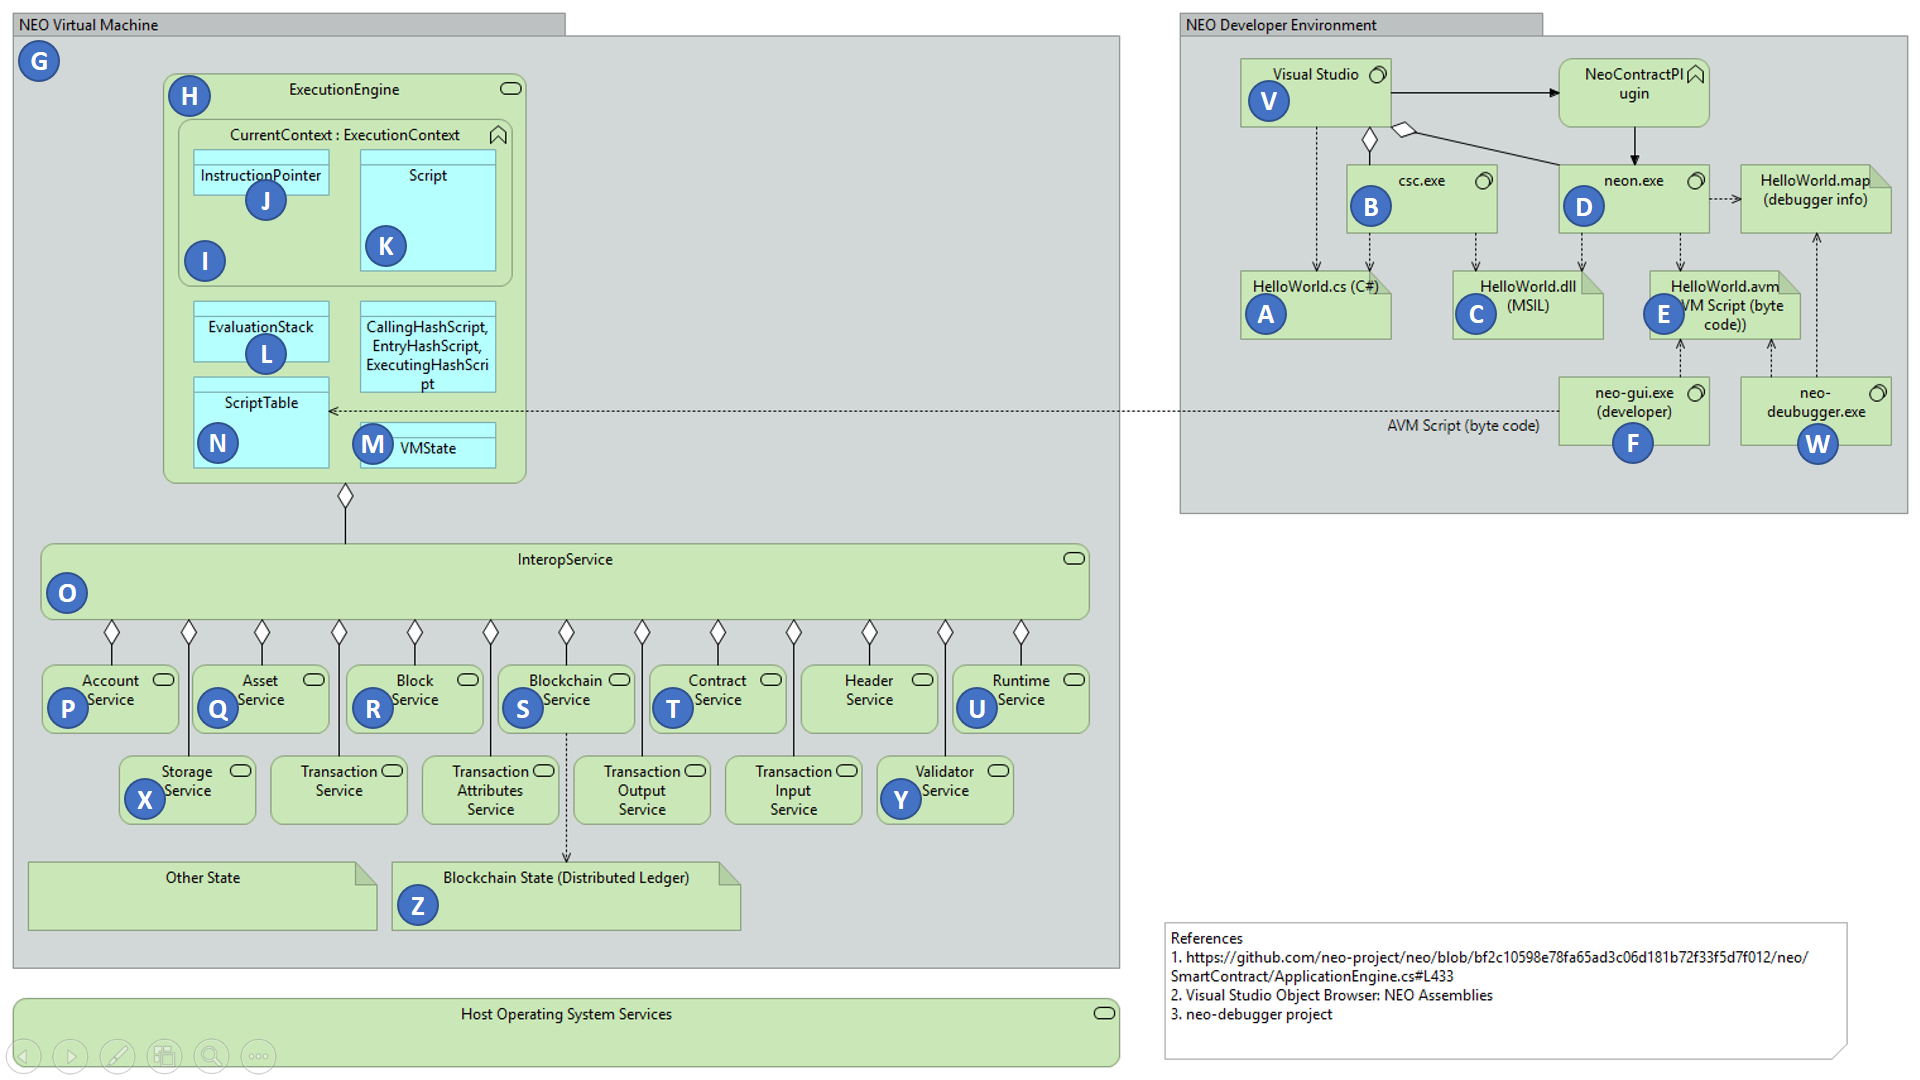 NEO Virtual Machine
G
H
ExecutionEngine
CurrentContext : ExecutionContext
InstructionPointer
J
Script
K
I
EvaluationStack
L
CallingHashScript,
EntryHashScript,
ExecutingHashScri
pt
ScriptTable
N
M
VMState
InteropService
O
Account
Service
P
Asset
Service
Q
Block
Service
R
Blockchain
Service
S
Contract
Service
T
Header
Service
Runtime
Service
U
Storage
Service
X
Transaction
Service
Transaction
Attributes
Service
Transaction
Output
Service
Transaction
Input
Service
Validator
Service
Y
Other State
Blockchain State (Distributed Ledger)
Z
Host Operating System Services
NEO Developer Environment
Visual Studio
V
NeoContractPl
ugin
csc.exe
B
neon.exe
D
HelloWorld.map
(debugger info)
HelloWorld.cs (C#)
A
HelloWorld.dll
(MSIL)
C
HelloWorld.avm
VM Script (byte
code))
E
neo-gui.exe
(developer)
F
neo-
deubugger.exe
W
AVM Script (byte code)
References
1. https://github.com/neo-project/neo/blob/bf2c10598e78fa65ad3c06d181b72f33f5d7f012/neo/
SmartContract/ApplicationEngine.cs#L433
2. Visual Studio Object Browser: NEO Assemblies
3. neo-debugger project